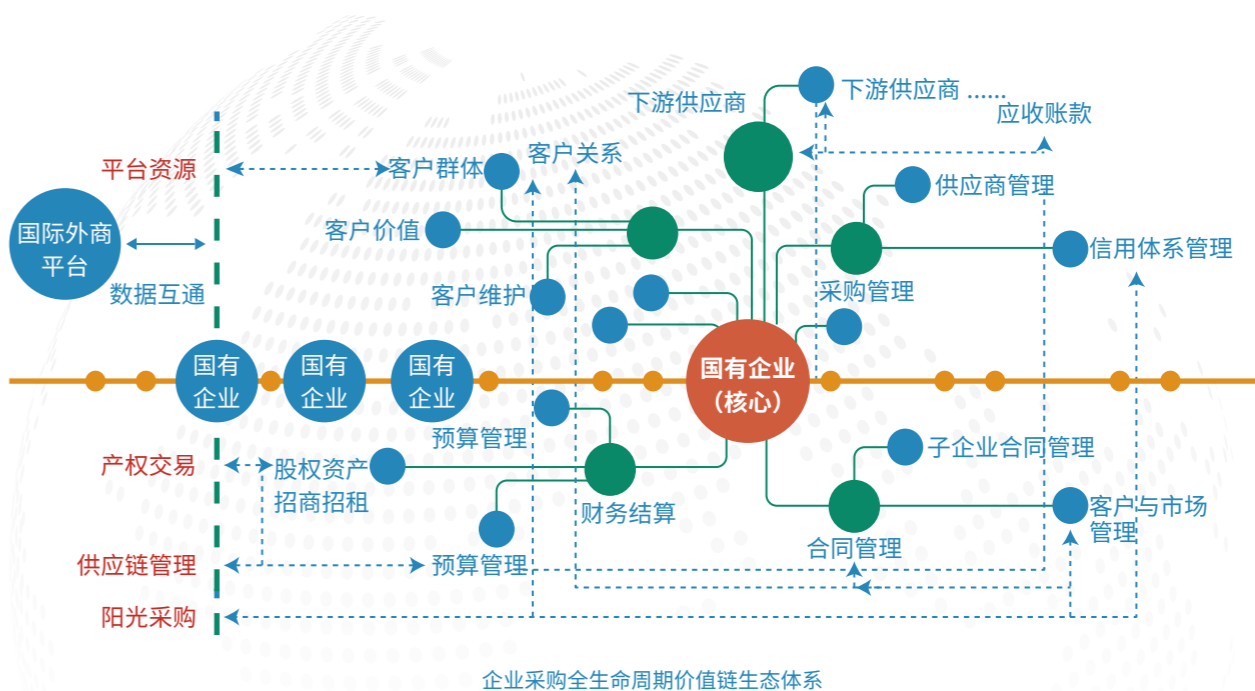 下游供应商
下游供应商 ......
应收账款
平台资源
客户群体
客户关系
供应商管理
国际外商
平台
客户价值
信用体系管理
数据互通
客户维护
采购管理
国有
企业
国有
企业
国有
企业
国有企业
（核心）
预算管理
子企业合同管理
产权交易
股权资产
招商招租
财务结算
客户与市场
管理
合同管理
供应链管理
预算管理
阳光采购
企业采购全生命周期价值链生态体系